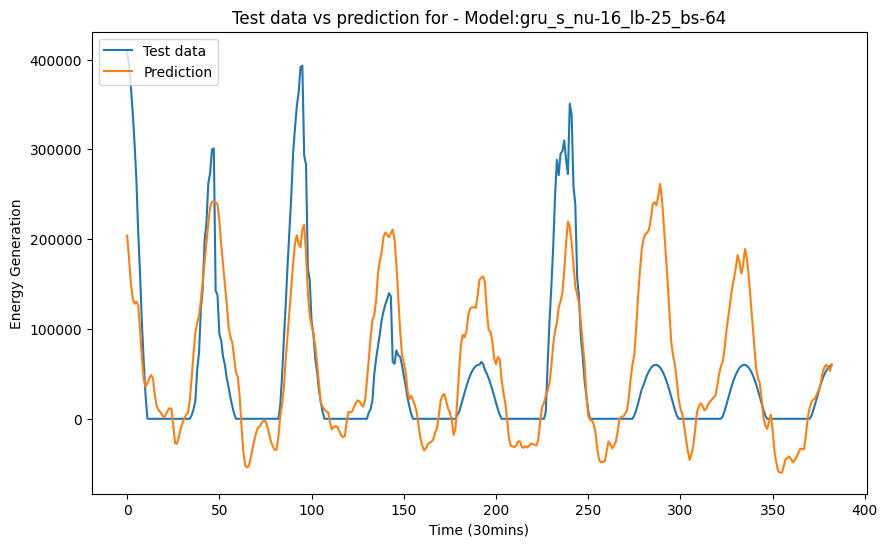 Test data vs prediction for - Model:gru_s_nu-16_lb-25_bs-64
Test data
Prediction
400000
300000
200000
100000
0
Energy Generation
0 50 100 150 200 250 300 350 400
Time (30mins)